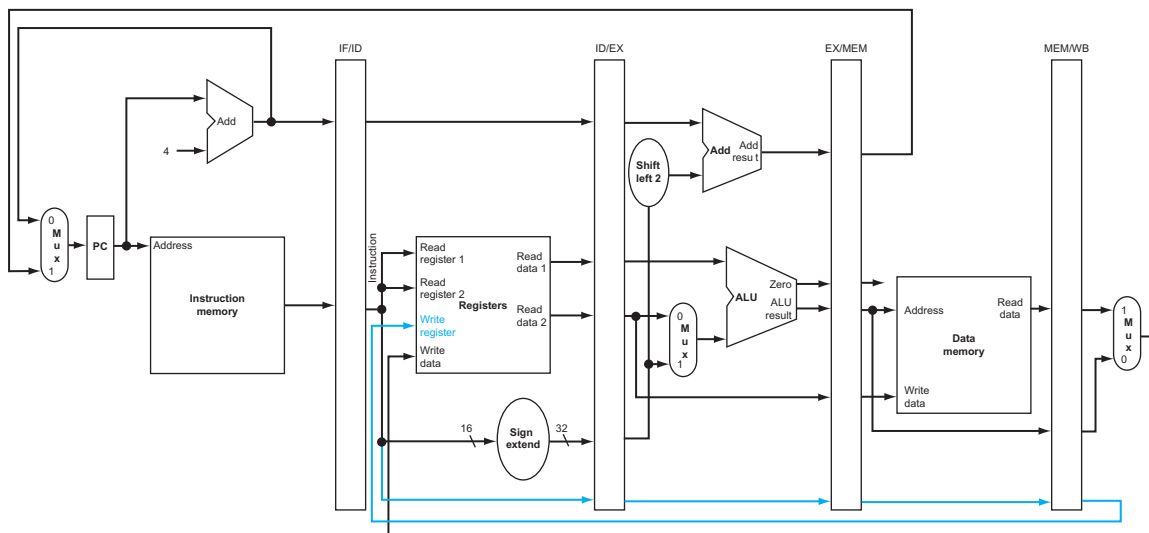 IF/ID
ID/EX
EX/MEM
MEM/WB
Add
4
Add
Add
resu t
Shift
left 2
0
M
u
x
1
PC
Address
Instruction
memory
Instruction
Read
register 1
Read
register 2
Write
register
Write
data
Registers
Read
data 1
Read
data 2
0
M
u
x
1
ALU
Zero
ALU
result
Address
Write
data
Data
memory
Read
data
1
M
u
x
0
16
Sign
extend
32